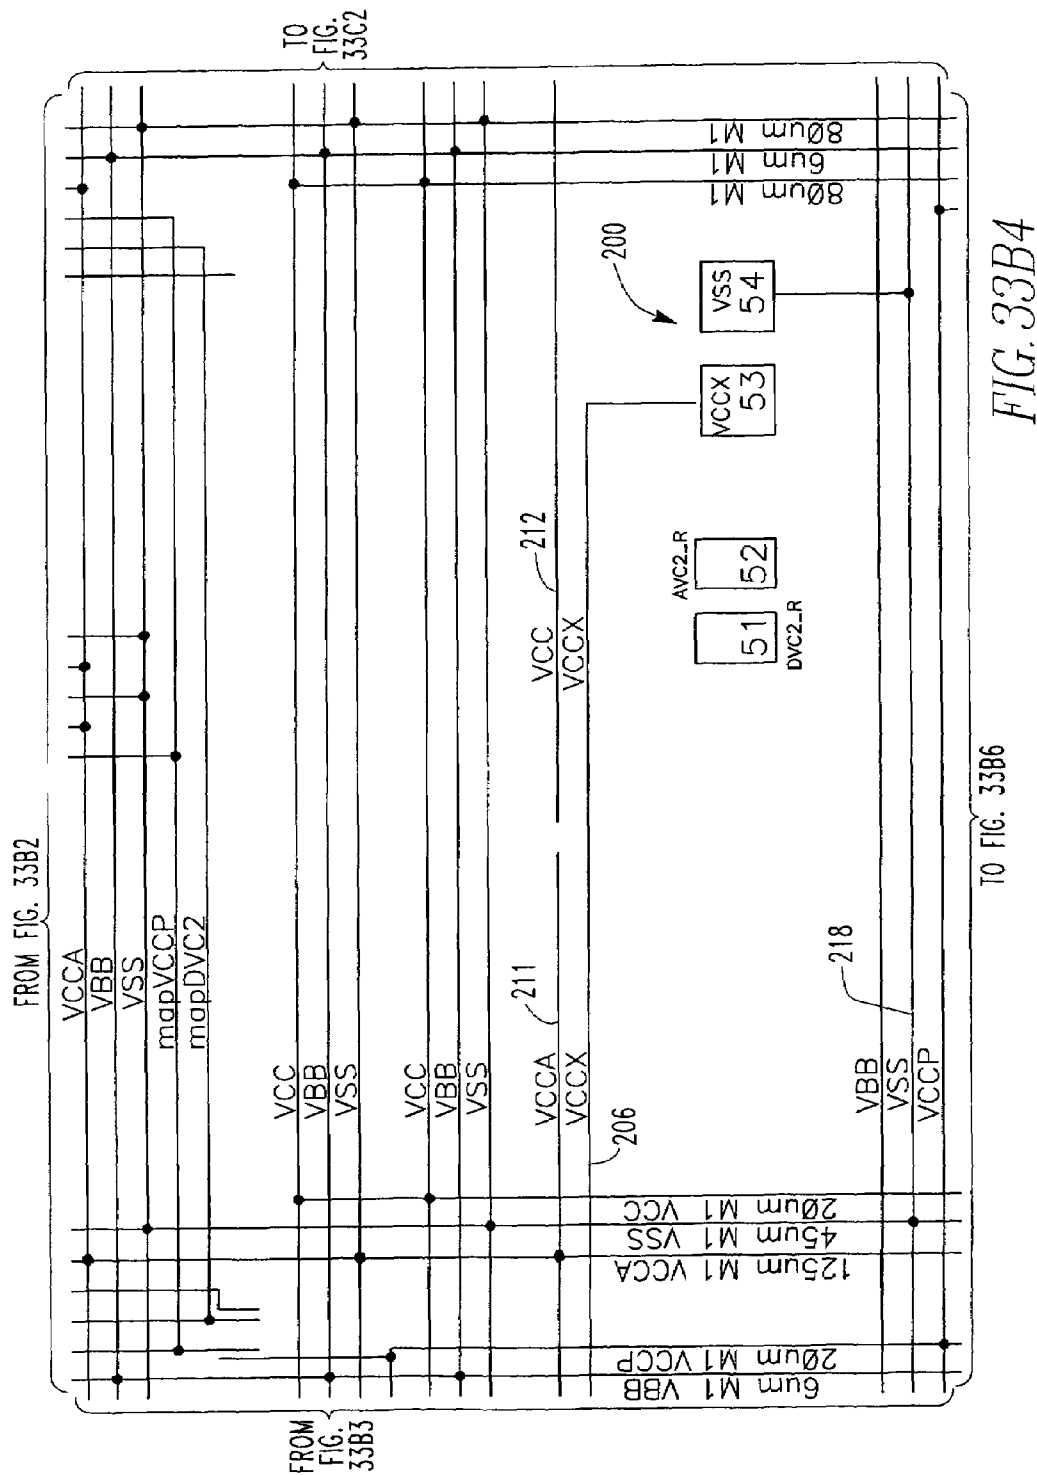 FROM FIG. 33B2
TO
FIG.
33C2
FROM
FIG.
33B3
VCCA
VBB
VSS
mapVCCP
mapDVC2
VCC
VBB
VSS
VCC
VBB
VSS
VCCA
VCCX
211
206
VCC
VCCX
212
VBB
VSS
VCCP
218
6um M1 VBB
20um M1 VCCP
125um M1 VCCA
45um M1 VSS
20um M1 VCC
80um M1
6um M1
80um M1
51
DVC2_R
AVC2_R
52
VCCX
53
VSS
54
200
TO FIG. 33B6
FIG. 33B4